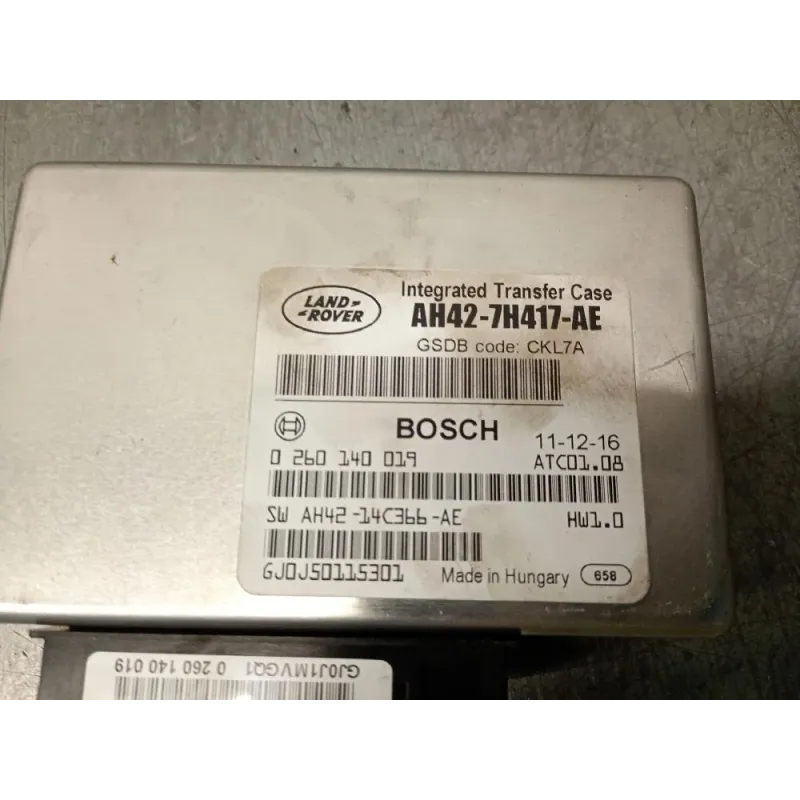 LAND-
-ROVER
Integrated Transfer Case
AH42-7H417-AE
GSDB code: CKL7A
BOSCH
11-12-16
0 260 140 019
ATC01.08
SW AH42-14C366-AE
HW1.0
GJ0J50115301
Made in Hungary
658
GJ0J1MVGQ1 0 260 140 019